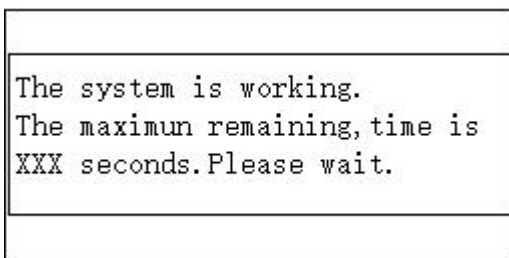 The system is working.
The maximun remaining,time is
XXX seconds.Please wait.